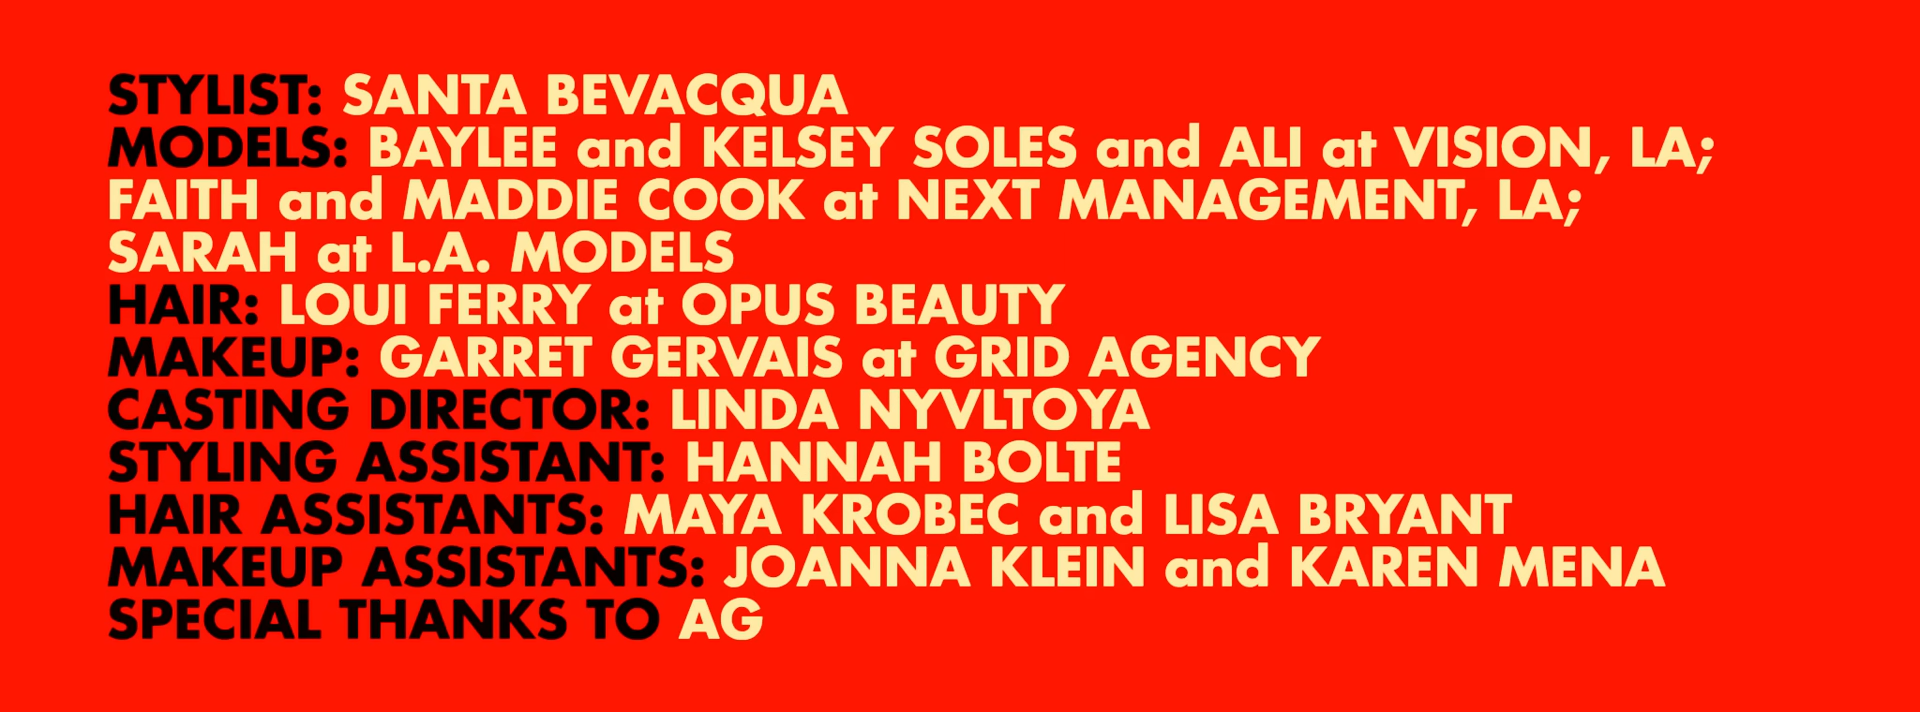 STYLIST: SANTA BEVACQUA
MODELS: BAYLEE and KELSEY SOLES and ALI at VISION, LA;
FAITH and MADDIE COOK at NEXT MANAGEMENT, LA;
SARAH at L.A. MODELS
HAIR: LOUI FERRY at OPUS BEAUTY
MAKEUP: GARRET GERVAIS at GRID AGENCY
CASTING DIRECTOR: LINDA NYVLTOYA
STYLING ASSISTANT: HANNAH BOLTE
HAIR ASSISTANTS: MAYA KROBEC and LISA BRYANT
MAKEUP ASSISTANTS: JOANNA KLEIN and KAREN MENA
SPECIAL THANKS TO AG